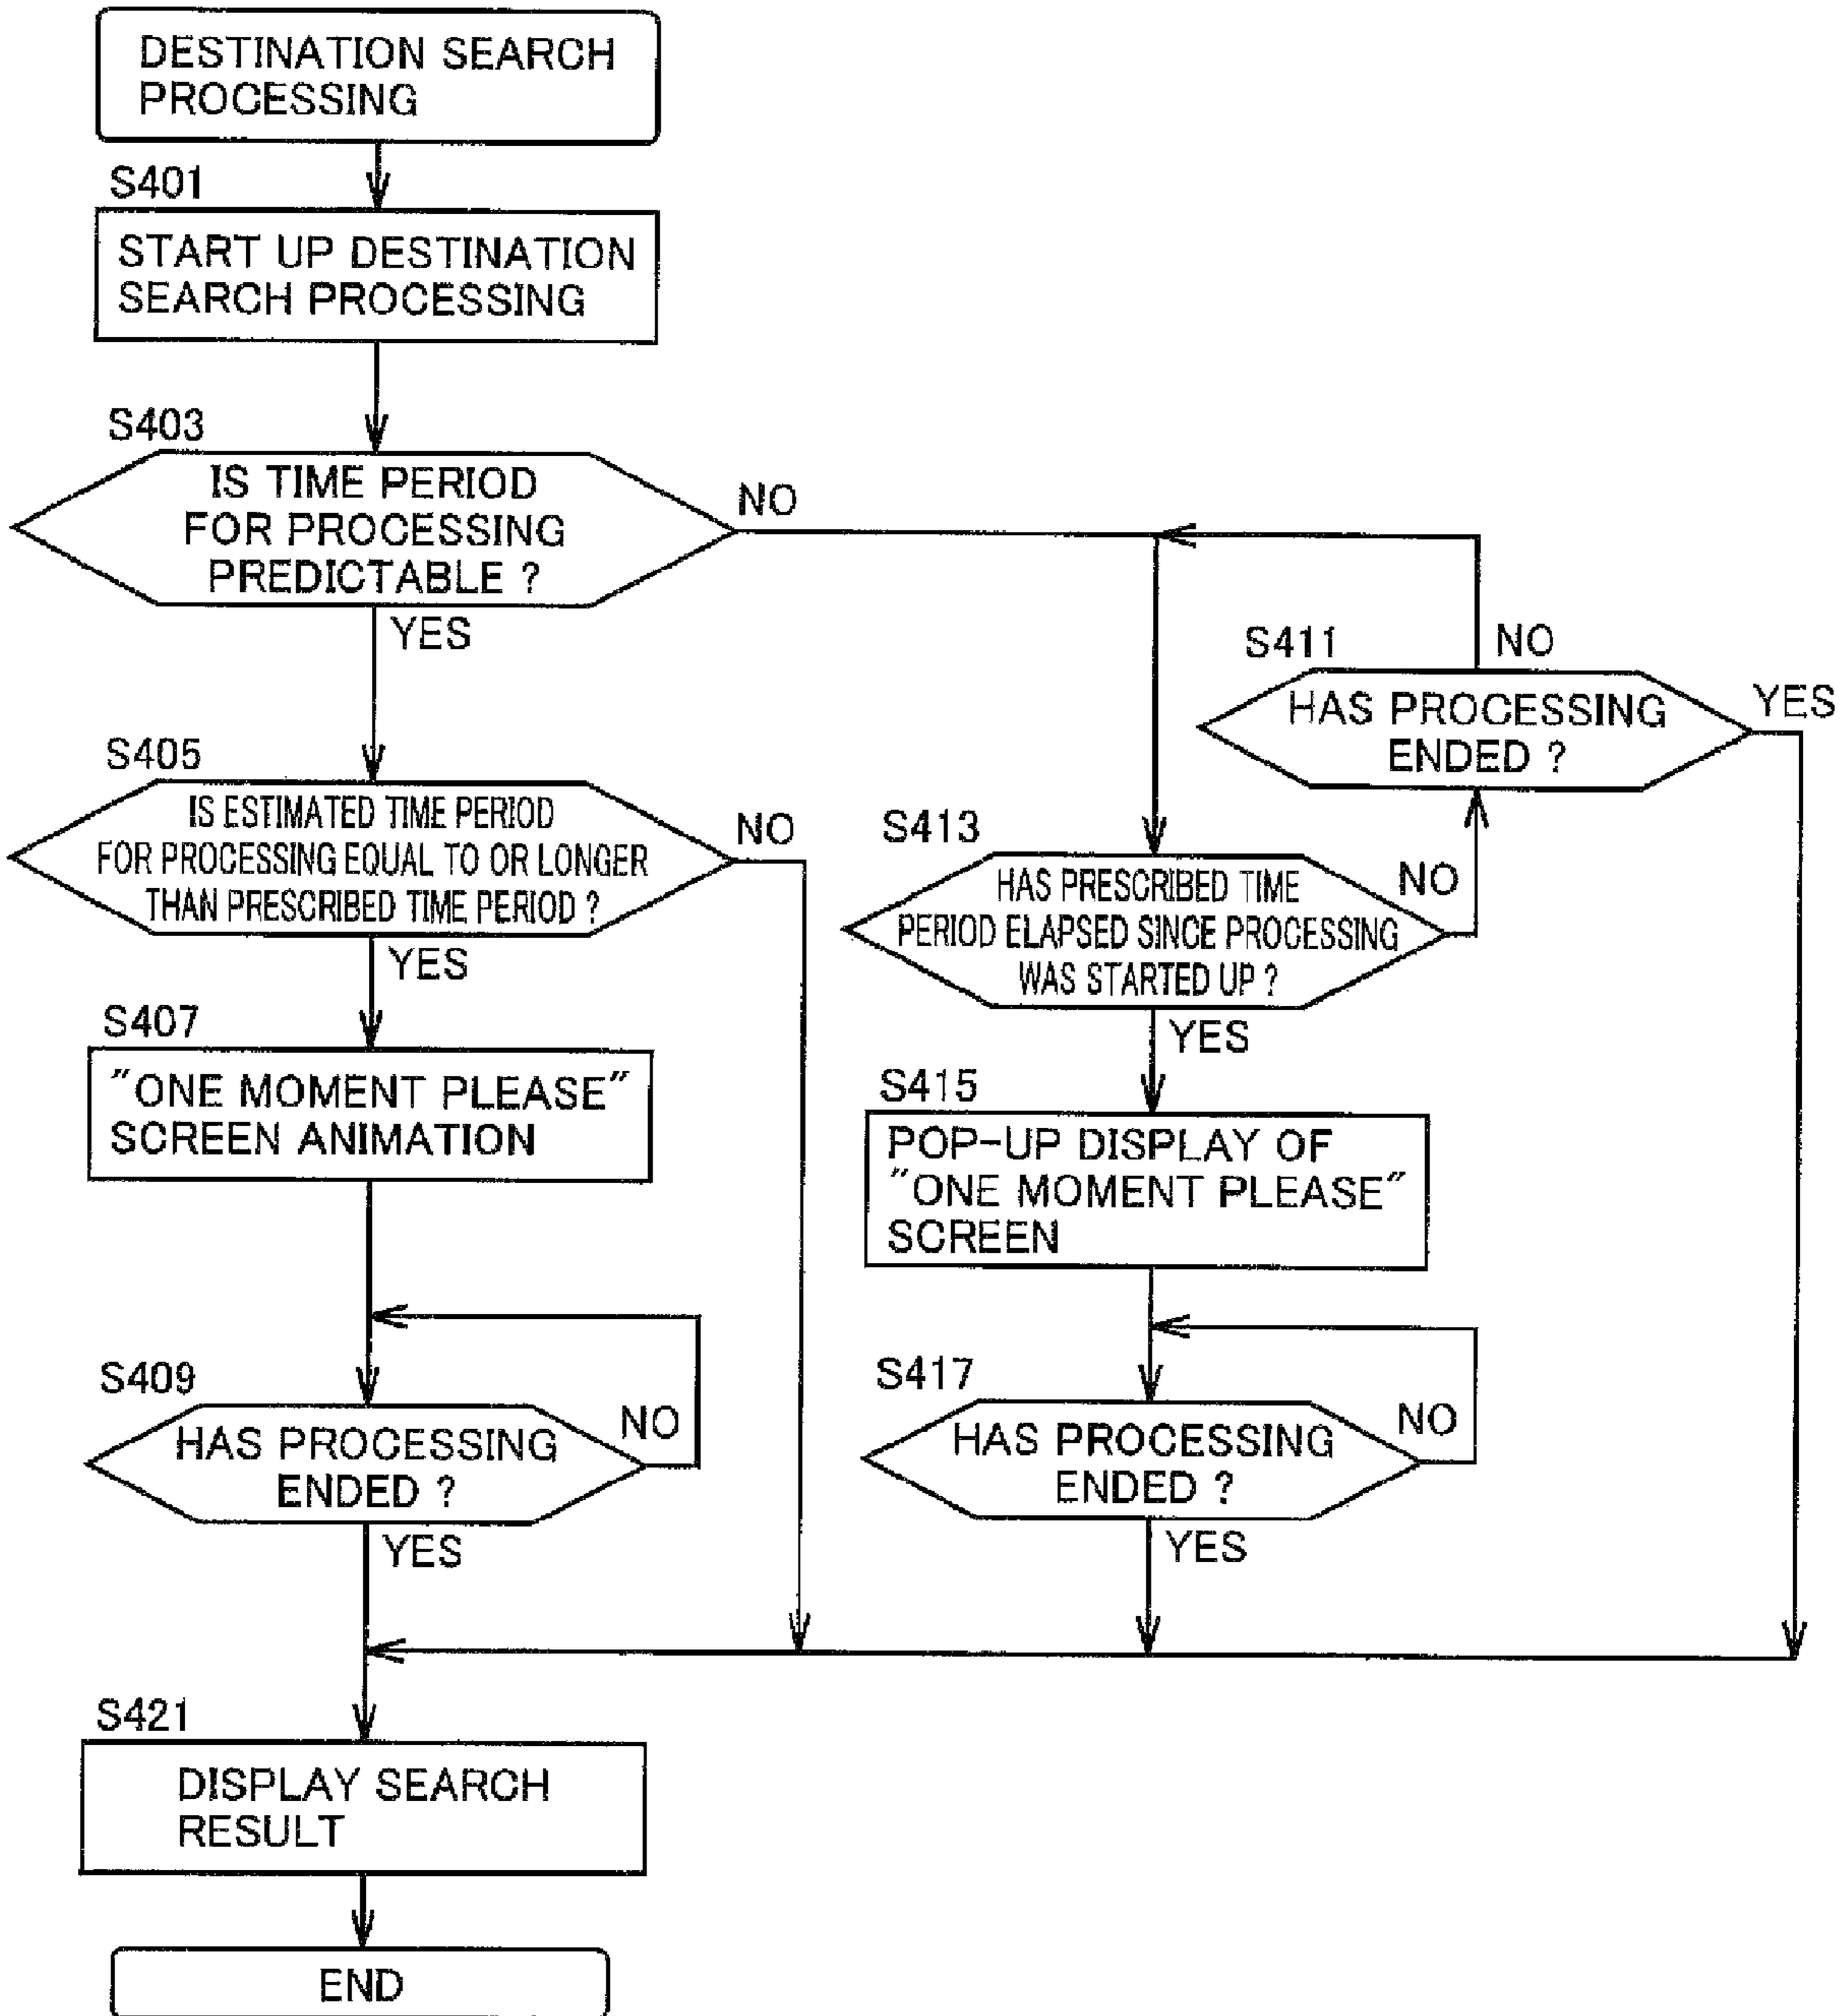 DESTINATION SEARCH
PROCESSING
S401
START UP DESTINATION
SEARCH PROCESSING
S403
IS TIME PERIOD
FOR PROCESSING
PREDICTABLE ?
NO
YES
S405
IS ESTIMATED TIME PERIOD
FOR PROCESSING EQUAL TO OR LONGER
THAN PRESCRIBED TIME PERIOD ?
NO
YES
S407
"ONE MOMENT PLEASE"
SCREEN ANIMATION
S409
HAS PROCESSING
ENDED ?
NO
YES
S411
NO
HAS PROCESSING
ENDED ?
YES
S413
HAS PRESCRIBED TIME
PERIOD ELAPSED SINCE PROCESSING
WAS STARTED UP ?
NO
YES
S415
POP-UP DISPLAY OF
"ONE MOMENT PLEASE"
SCREEN
S417
HAS PROCESSING
ENDED ?
NO
YES
S421
DISPLAY SEARCH
RESULT
END